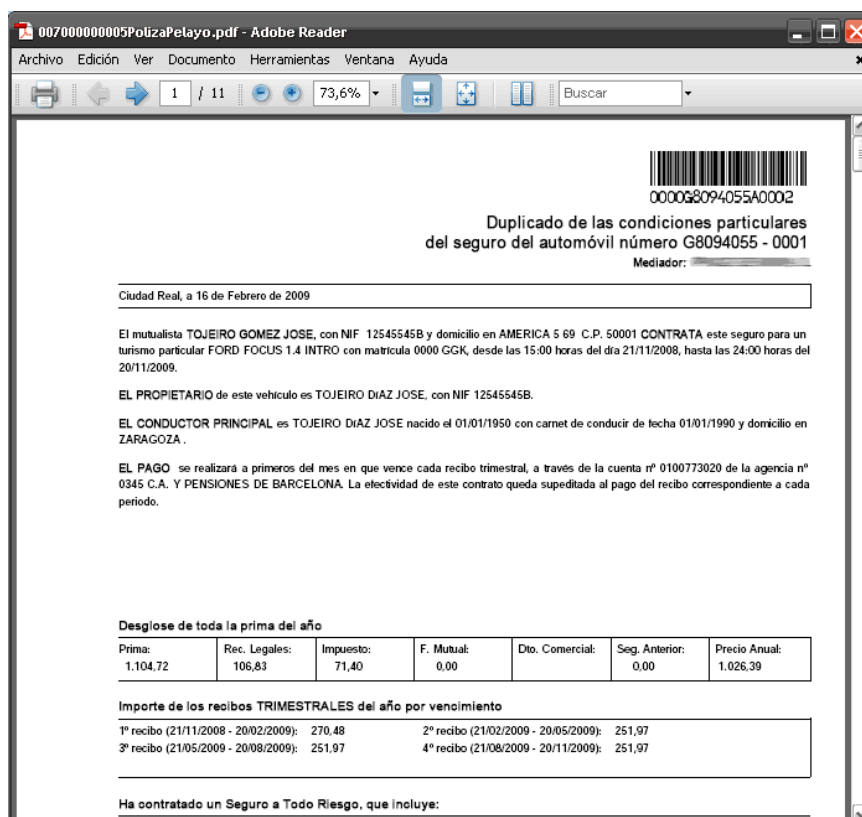 007000000005PolizaPelayo.pdf - Adobe Reader
Archivo Edición Ver Documento Herramientas Ventana Ayuda
1 / 11 73,6% Buscar
0000G8094055A0002
Duplicado de las condiciones particulares
del seguro del automóvil número G8094055 - 0001
Mediador:
Ciudad Real, a 16 de Febrero de 2009
El mutualista TOJEIRO GOMEZ JOSE, con NIF 12545545B y domicilio en AMERICA 5 69 C.P. 50001 CONTRATA este seguro para un
turismo particular FORD FOCUS 1.4 INTRO con matrícula 0000 GGK, desde las 15:00 horas del día 21/11/2008, hasta las 24:00 horas del
20/11/2009.
EL PROPIETARIO de este vehículo es TOJEIRO DíAZ JOSE, con NIF 12545545B.
EL CONDUCTOR PRINCIPAL es TOJEIRO DíAZ JOSE nacido el 01/01/1950 con carnet de conducir de fecha 01/01/1990 y domicilio en
ZARAGOZA .
EL PAGO se realizará a primeros del mes en que vence cada recibo trimestral, a través de la cuenta nº 0100773020 de la agencia nº
0345 C.A. Y PENSIONES DE BARCELONA. La efectividad de este contrato queda supeditada al pago del recibo correspondiente a cada
periodo.
Desglose de toda la prima del año
Prima: Rec. Legales: Impuesto: F. Mutual: Dto. Comercial: Seg. Anterior: Precio Anual:
1.104,72 106,83 71,40 0,00 0,00 1.026,39
Importe de los recibos TRIMESTRALES del año por vencimiento
1º recibo (21/11/2008 - 20/02/2009): 270,48 2º recibo (21/02/2009 - 20/05/2009): 251,97
3º recibo (21/05/2009 - 20/08/2009): 251,97 4º recibo (21/08/2009 - 20/11/2009): 251,97
Ha contratado un Seguro a Todo Riesgo, que incluye: